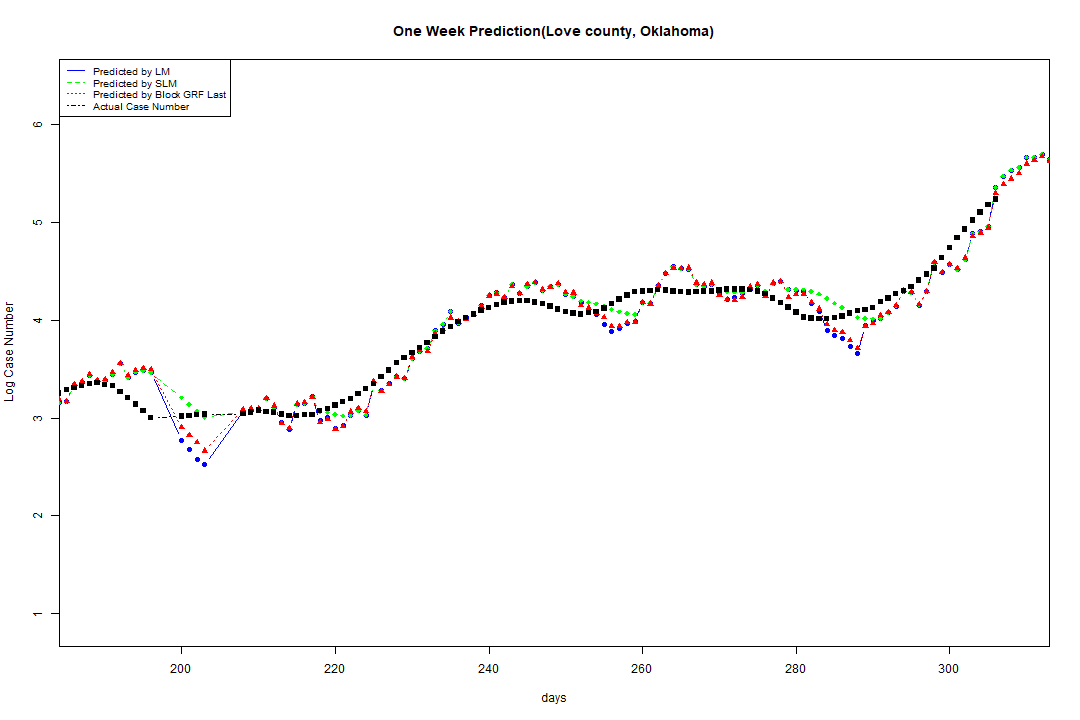 One Week Prediction(Love county, Oklahoma)
Predicted by LM
Predicted by SLM
Predicted by Block GRF Last
Actual Case Number
Log Case Number
6
5
4
3
2
1
200 220 240 260 280 300
days